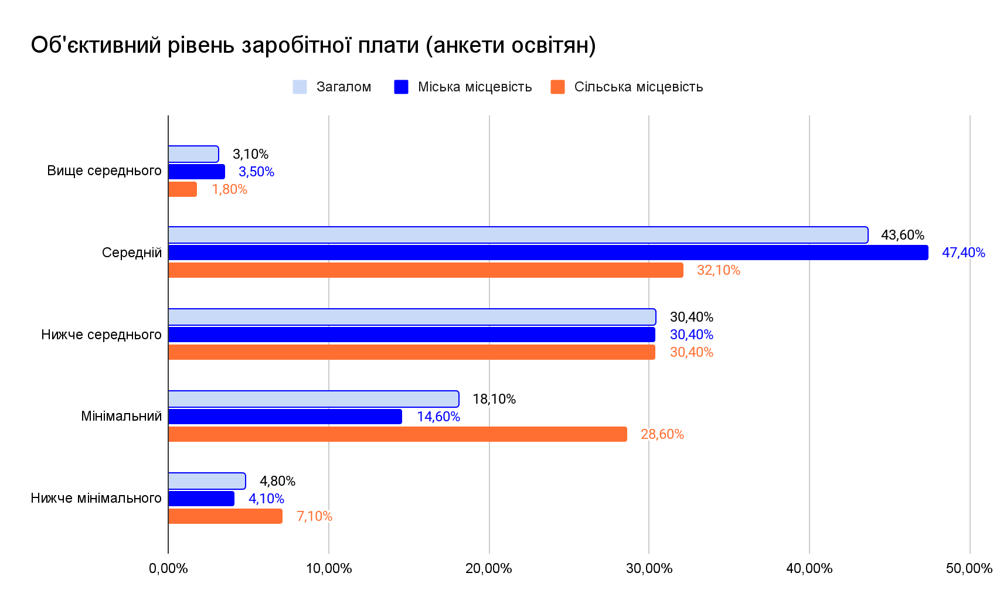 Об'єктивний рівень заробітної плати (анкети освітян)
Загалом Міська місцевість Сільська місцевість
Вище середнього
3,10%
3,50%
1,80%
Середній
43,60%
47,40%
32,10%
Нижче середнього
30,40%
30,40%
30,40%
Мінімальний
18,10%
14,60%
28,60%
Нижче мінімального
4,80%
4,10%
7,10%
0,00% 10,00% 20,00% 30,00% 40,00% 50,00%